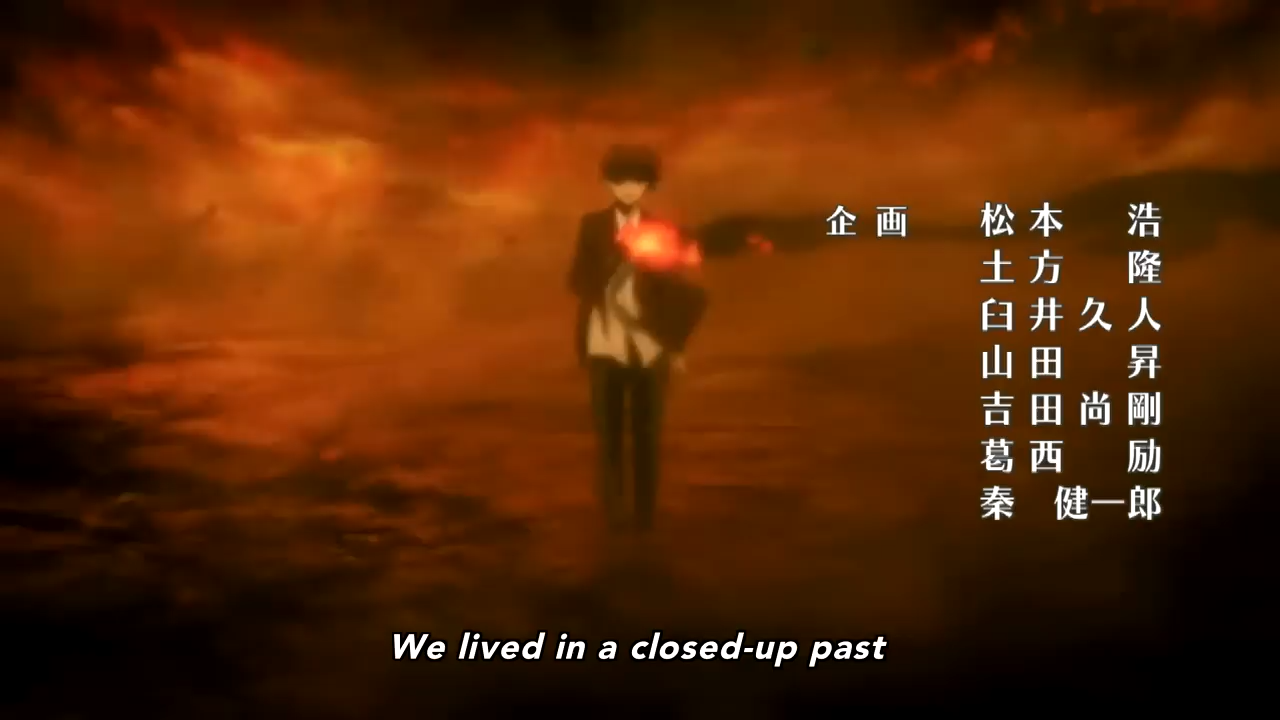 企画 松本 浩
土方 隆
臼井久人
山田 昇
吉田尚剛
葛西 励
秦 健一郎
We lived in a closed-up past